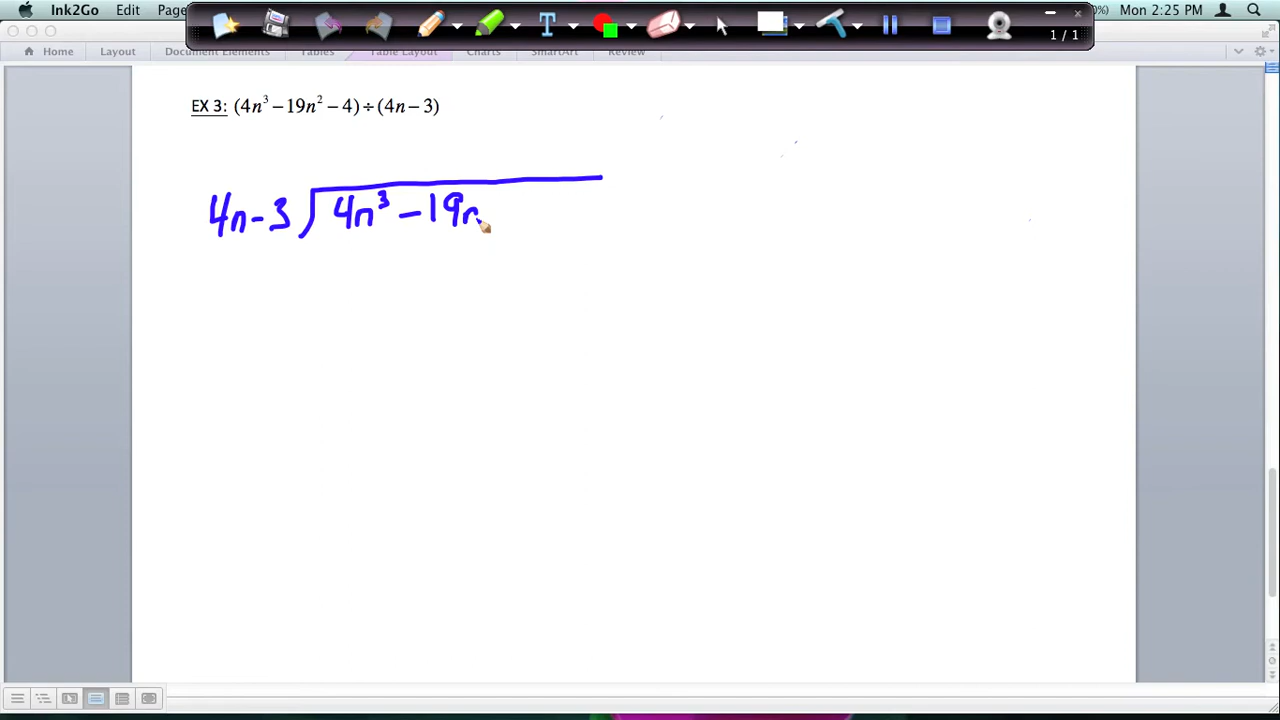 Ink2Go Edit Page Mon 2:25 PM
1 / 1
Home Layout Document Elements Tables Table Layout Charts SmartArt Review
EX 3: (4n³ − 19n² − 4) ÷ (4n − 3)
4n-3 4n³ -19n